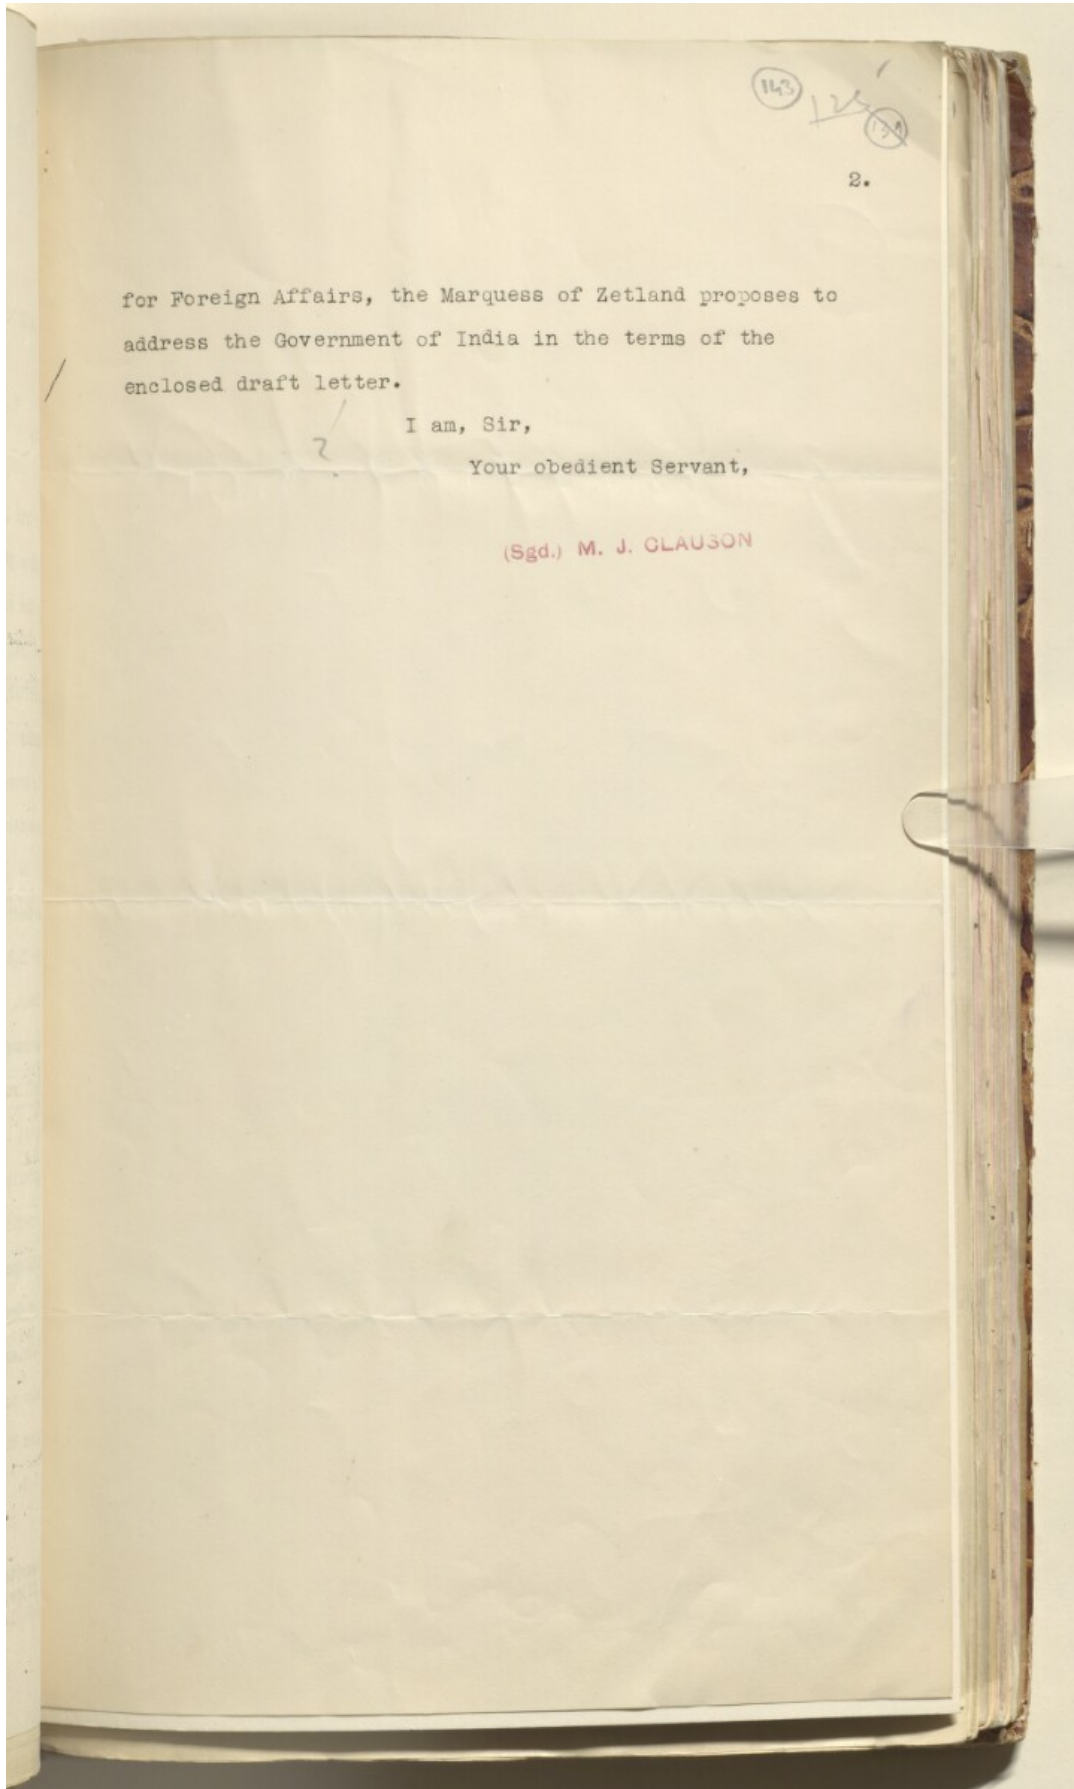 143
2.
for Foreign Affairs, the Marquess of Zetland proposes to
address the Government of India in the terms of the
enclosed draft letter.
/
?
I am, Sir,
Your obedient Servant,
(Sgd.) M. J. CLAUSON